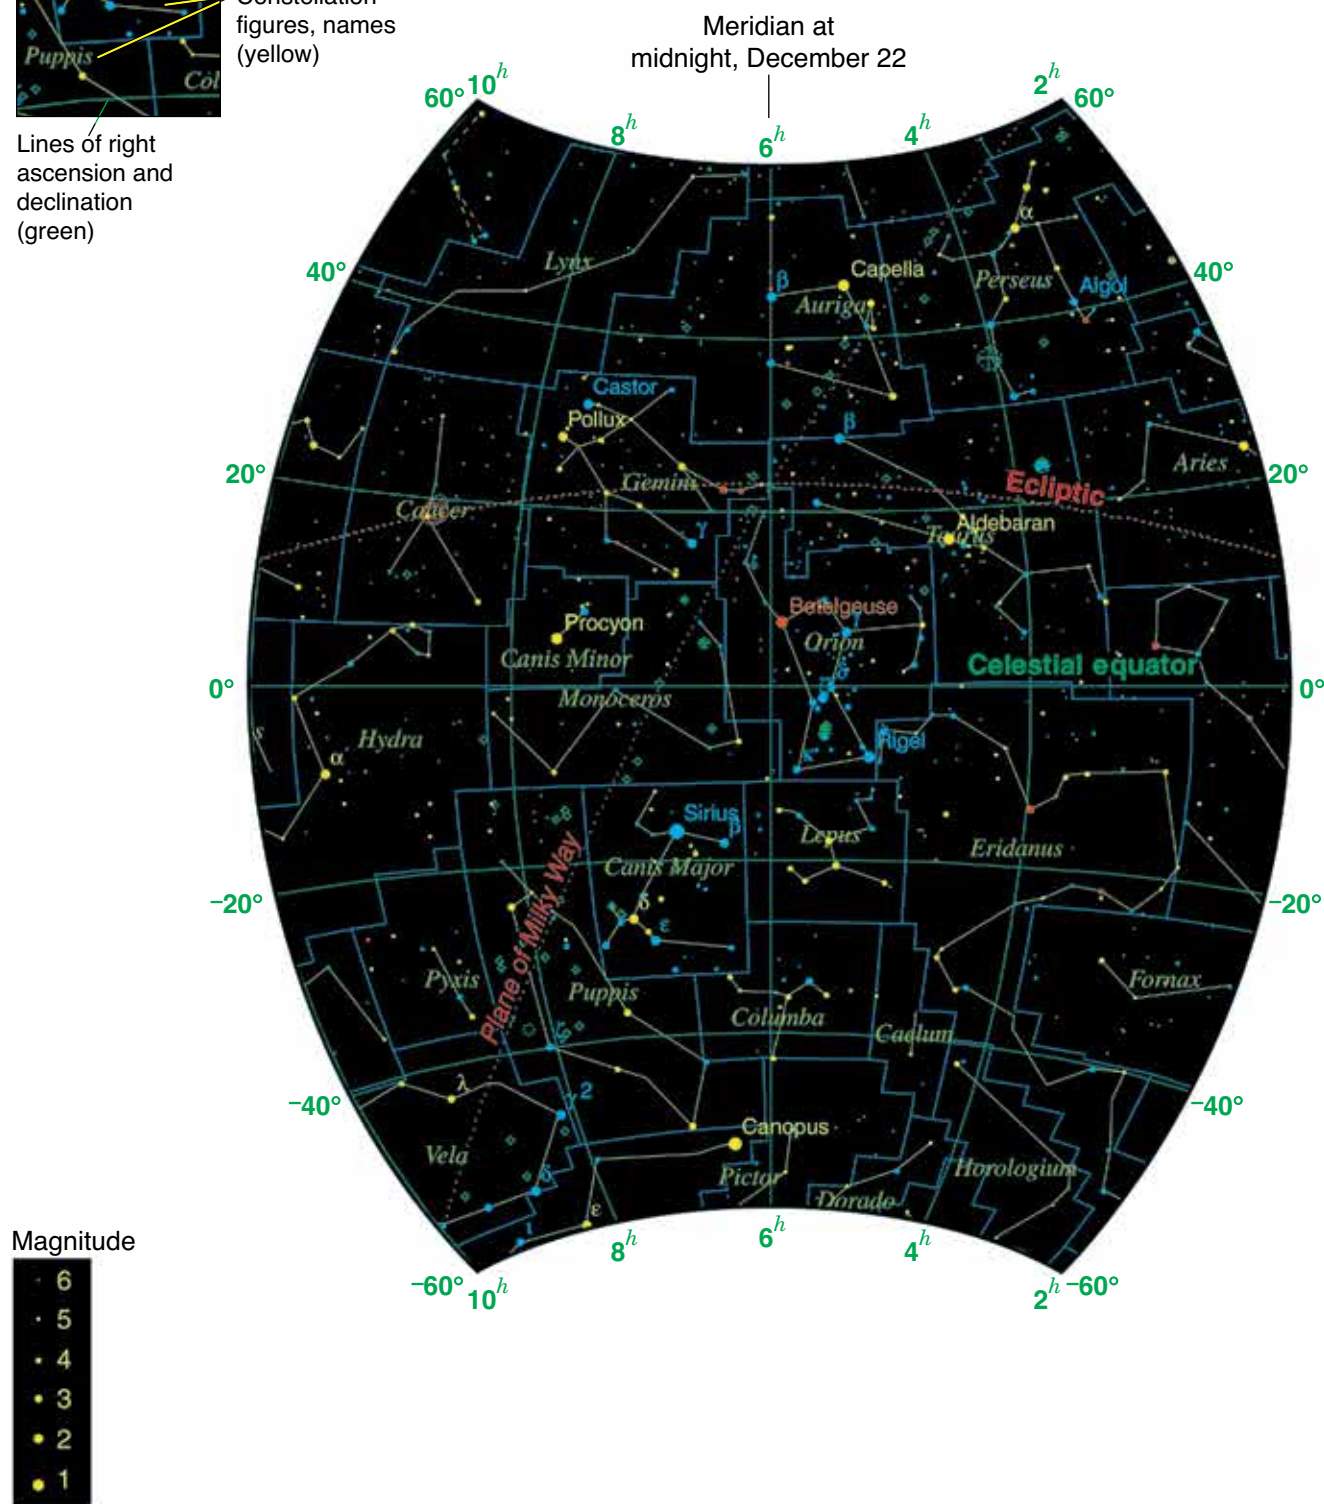 Constellation
figures, names
(yellow)
Puppis
Col
Lines of right
ascension and
declination
(green)
Meridian at
midnight, December 22
60° 10h
8h
6h
4h
2h 60°
α
Lynx
40°
β
Capella
Auriga
Perseus
Algol
40°
Castor
Pollux
β
20°
Gemini
Ecliptic
Aries
20°
Cancer
γ
Aldebaran
Taurus
Betelgeuse
Procyon
Orion
γ
Canis Minor
Celestial equator
δ
0°
Monoceros
0°
s
Hydra
α
κ
Rigel
Sirius
β
Lepus
Canis Major
Eridanus
−20°
δ
ε
−20°
Plane of Milky Way
Pyxis
Puppis
Columba
Caelum
Fornax
ζ
−40°
λ
γ2
−40°
Canopus
Vela
δ
Pictor
Dorado
Horologium
ε
ι
−60° 10h
8h
6h
4h
2h −60°
Magnitude
6
5
4
3
2
1